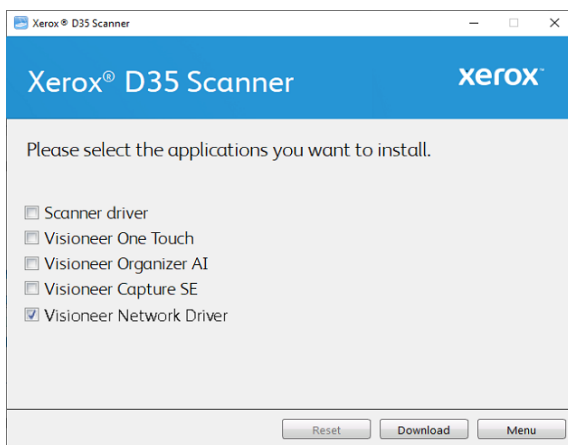 Xerox® D35 Scanner
Xerox® D35 Scanner
xerox™
Please select the applications you want to install.
Scanner driver
Visioneer One Touch
Visioneer Organizer AI
Visioneer Capture SE
Visioneer Network Driver
Reset
Download
Menu